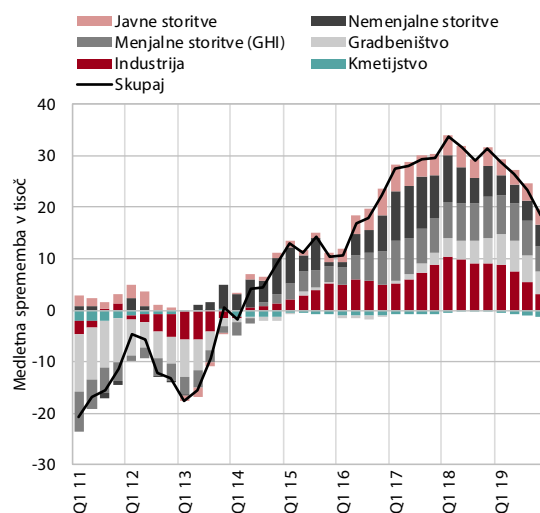 Javne storitve
Nemenjalne storitve
Menjalne storitve (GHI)
Gradbeništvo
Industrija
Kmetijstvo
Skupaj
Medletna sprememba v tisoč
40
30
20
10
0
-10
-20
-30
Q1 11
Q1 12
Q1 13
Q1 14
Q1 15
Q1 16
Q1 17
Q1 18
Q1 19